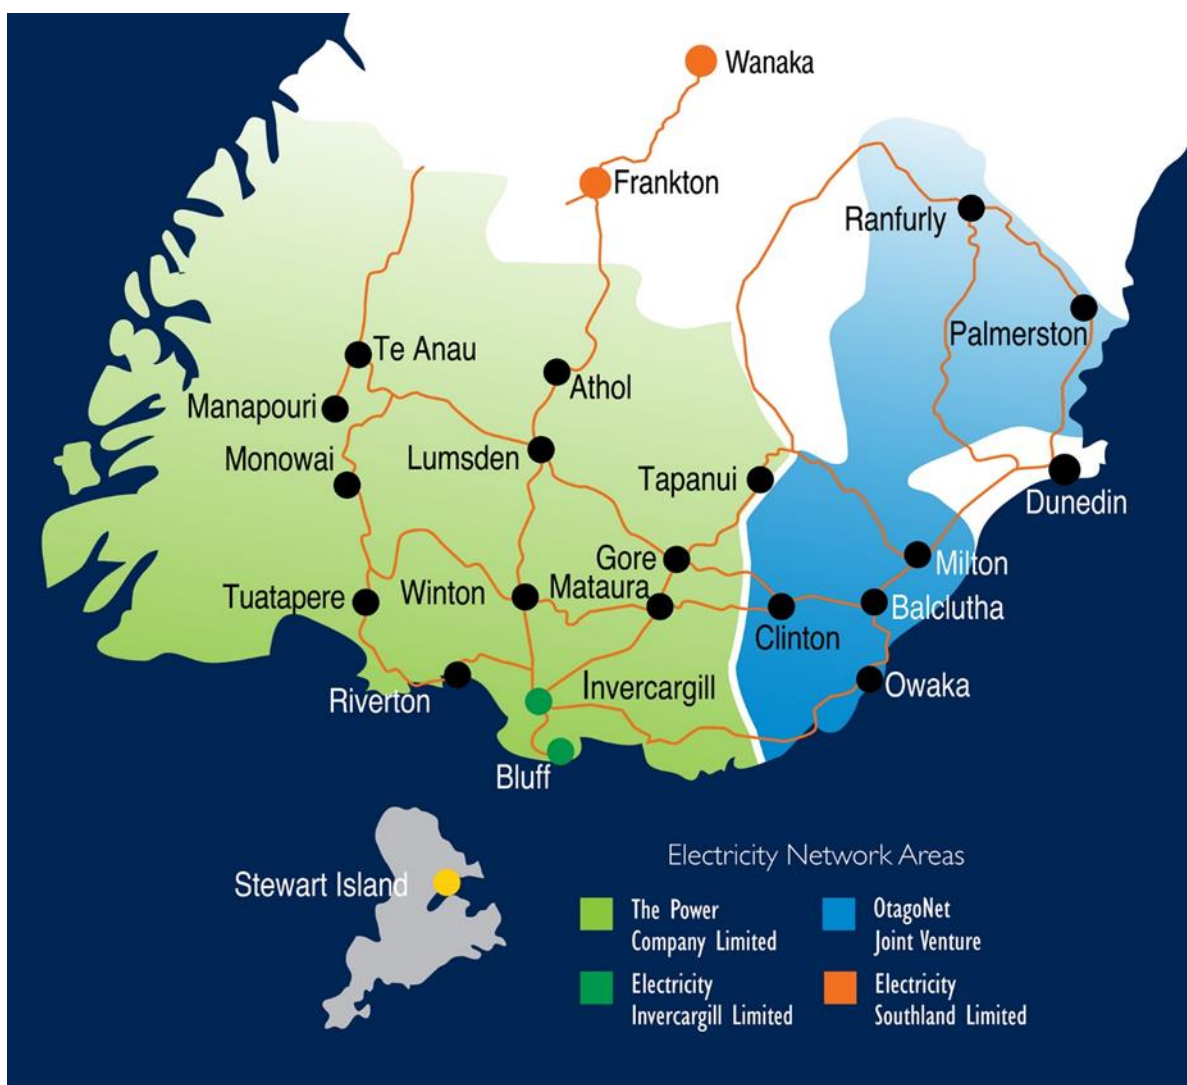 Wanaka
Frankton
Ranfurly
Palmerston
Te Anau
Athol
Manapouri
Monowai
Lumsden
Tapanui
Dunedin
Gore
Milton
Tuatapere
Winton
Mataura
Balclutha
Clinton
Riverton
Invercargill
Owaka
Bluff
Stewart Island
Electricity Network Areas
The Power
Company Limited
OtagoNet
Joint Venture
Electricity
Invercargill Limited
Electricity
Southland Limited